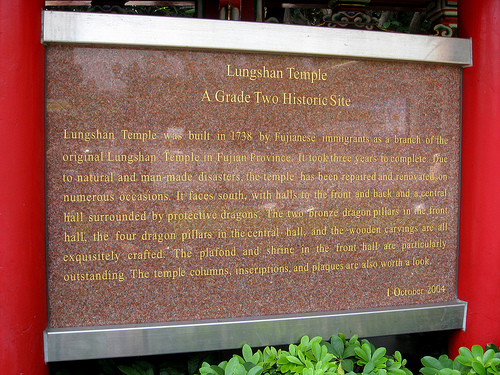 Lungshan Temple
A Grade Two Historic Site
Lungshan Temple was built in 1738 by Fujianese immigrants as a branch of the
original Lungshan Temple in Fujian Province. It took three years to complete. Due
to natural and man-made disasters, the temple has been repaired and renovated on
numerous occasions. It faces south, with halls to the front and back and a central
hall surrounded by protective dragons. The two bronze dragon pillars in the front
hall, the four dragon pillars in the central hall, and the wooden carvings are all
exquisitely crafted. The plafond and shrine in the front hall are particularly
outstanding. The temple columns, inscriptions, and plaques are also worth a look.
1 October 2004